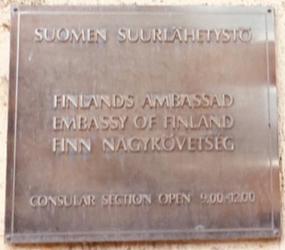 SUOMEN SUURLÄHETYSTÖ
FINLANDS AMBASSAD
EMBASSY OF FINLAND
FINN NAGYKÖVETSÉG
CONSULAR SECTION OPEN 9.00-12.00